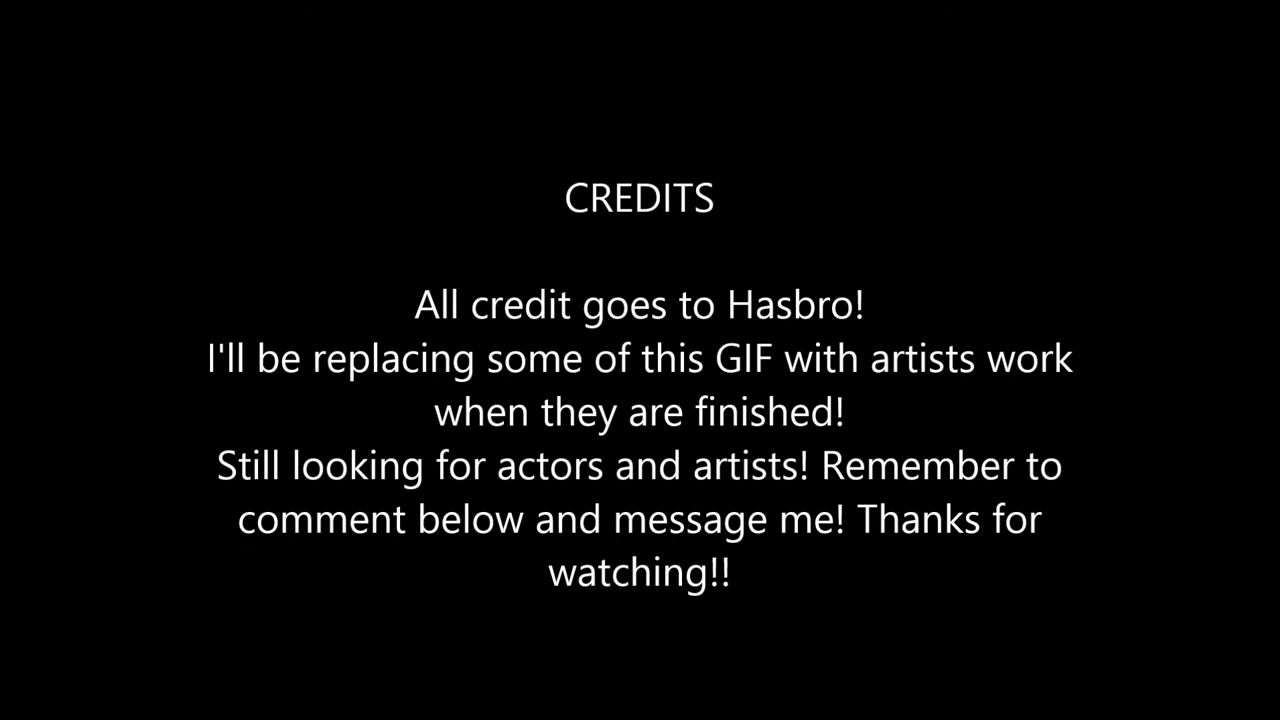 CREDITS
All credit goes to Hasbro!
I'll be replacing some of this GIF with artists work
when they are finished!
Still looking for actors and artists! Remember to
comment below and message me! Thanks for
watching!!